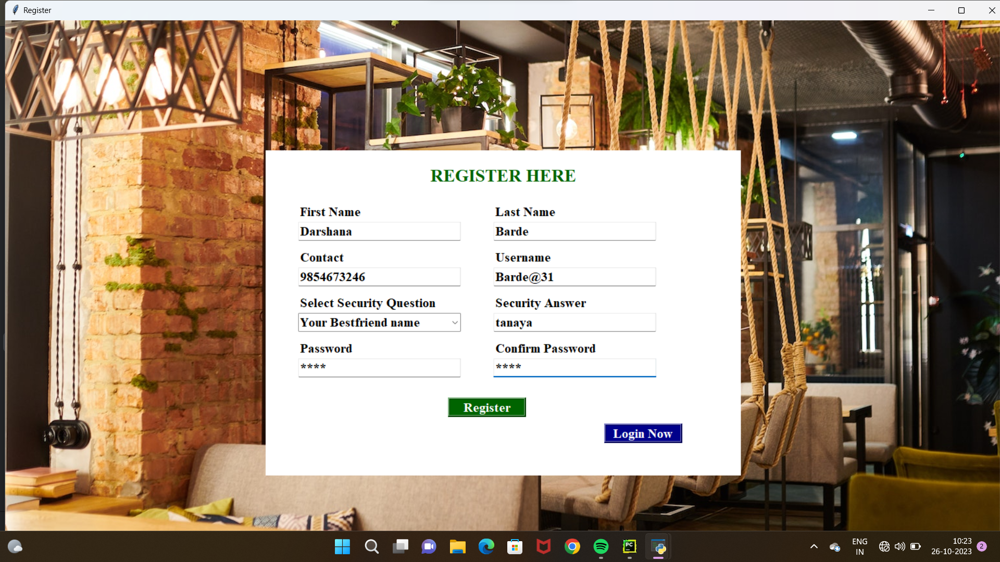 Register
REGISTER HERE
First Name
Last Name
Darshana
Barde
Contact
Username
9854673246
Barde@31
Select Security Question
Security Answer
Your Bestfriend name
tanaya
Password
Confirm Password
****
****
Register
Login Now
PC
ENG
IN
10:23
26-10-2023
2